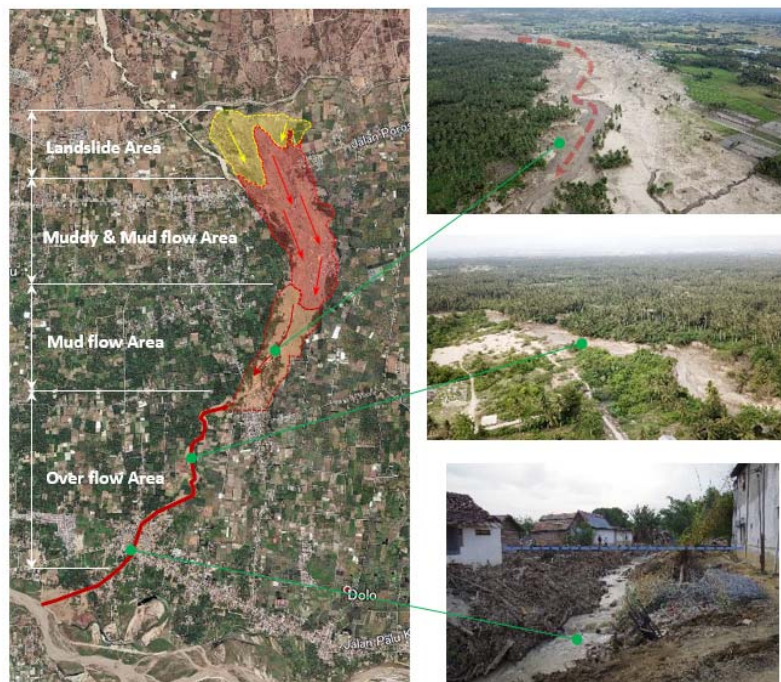 Landslide Area
Jalan Poros
Muddy & Mud flow Area
Mud flow Area
Over flow Area
Dolo
Jalan Palu K